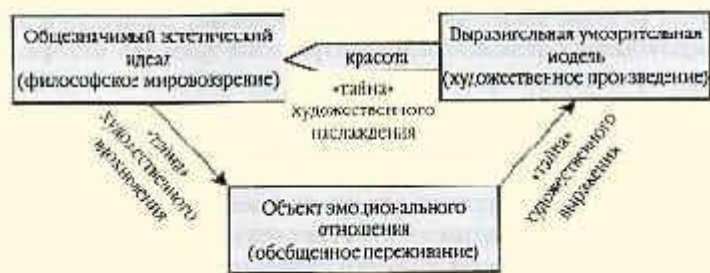 Общезначимый эстетический
идеал
(философское мировоззрение)
красота
Выразительная умозрительная
модель
(художественное произведение)
«тайна»
художественного
наслаждения
«тайна»
художественного
вдохновения
«тайна»
художественного
выражения
Объект эмоционального
отношения
(обобщенное переживание)